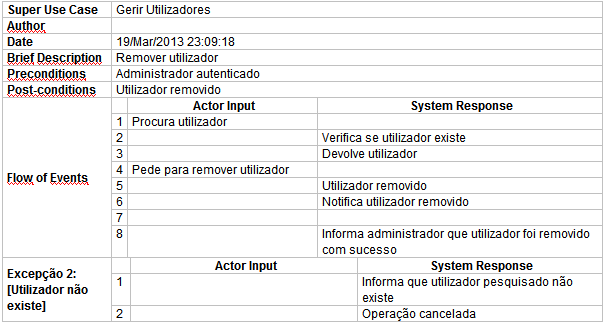 Super Use Case Gerir Utilizadores
Author
Date 19/Mar/2013 23:09:18
Brief Description Remover utilizador
Preconditions Administrador autenticado
Post-conditions Utilizador removido
Flow of Events
Actor Input System Response
1 Procura utilizador
2 Verifica se utilizador existe
3 Devolve utilizador
4 Pede para remover utilizador
5 Utilizador removido
6 Notifica utilizador removido
7
8 Informa administrador que utilizador foi removido
com sucesso
Excepção 2:
[Utilizador não
existe]
Actor Input System Response
1 Informa que utilizador pesquisado não
existe
2 Operação cancelada